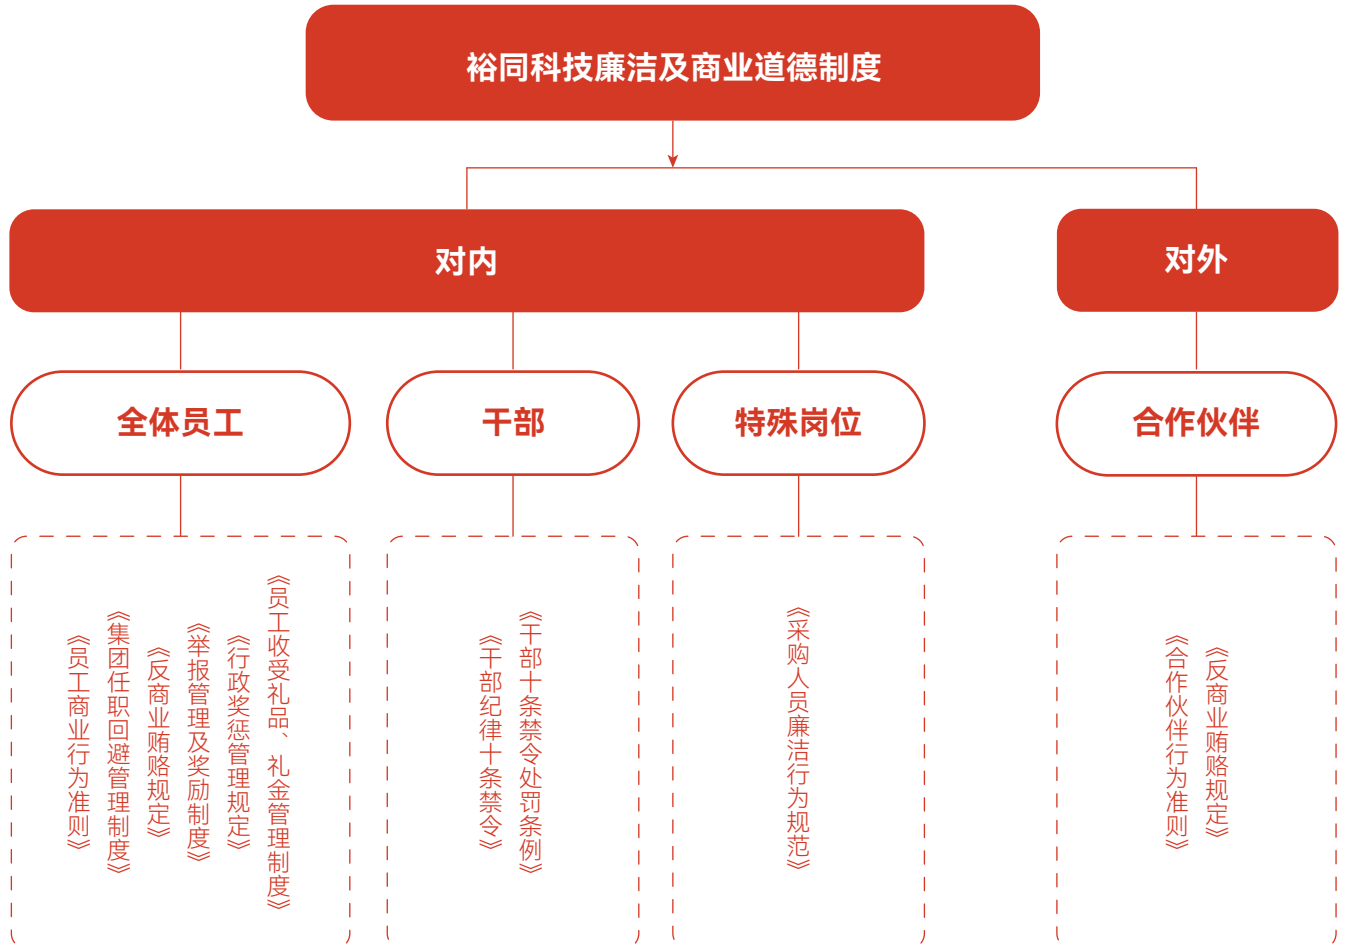 裕同科技廉洁及商业道德制度
对内
对外
全体员工
干部
特殊岗位
合作伙伴
《员工商业行为准则》
《集团任职回避管理制度》
《反商业贿赂规定》
《举报管理及奖励制度》
《行政奖惩管理规定》
《员工收受礼品、礼金管理制度》
《干部纪律十条禁令》
《干部十条禁令处罚条例》
《采购人员廉洁行为规范》
《合作伙伴行为准则》
《反商业贿赂规定》